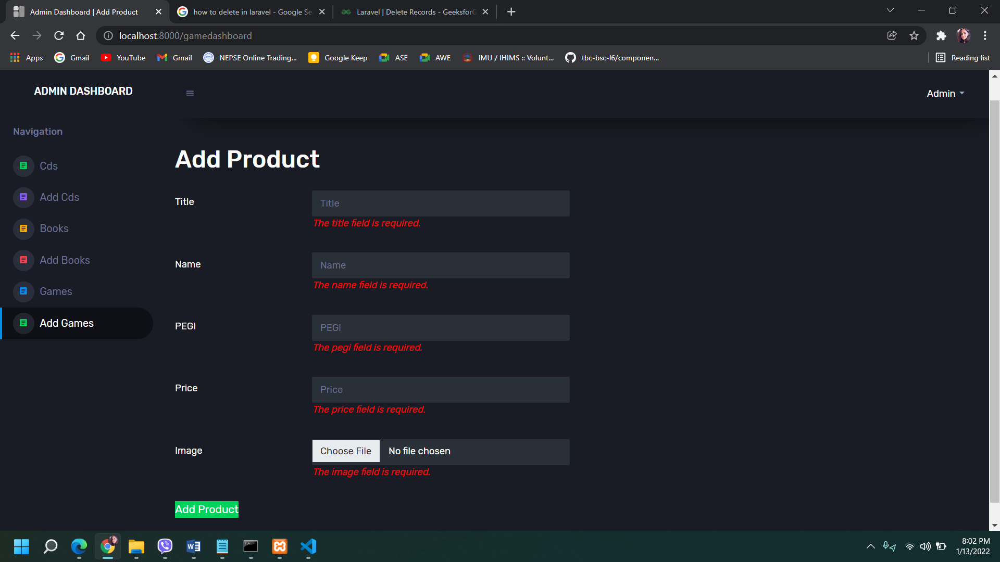 Admin Dashboard | Add Product
how to delete in laravel - Google Se
Laravel | Delete Records - GeeksforG
localhost:8000/gamedashboard
Apps
Gmail
YouTube
Gmail
NEPSE Online Trading...
Google Keep
ASE
AWE
IMU / IHIMS :: Volunt...
tbc-bsc-l6/componen...
Reading list
ADMIN DASHBOARD
Admin
Navigation
Cds
Add Cds
Books
Add Books
Games
Add Games
Add Product
Title
Title
The title field is required.
Name
Name
The name field is required.
PEGI
PEGI
The pegi field is required.
Price
Price
The price field is required.
Image
Choose File No file chosen
The image field is required.
Add Product
8:02 PM
1/13/2022